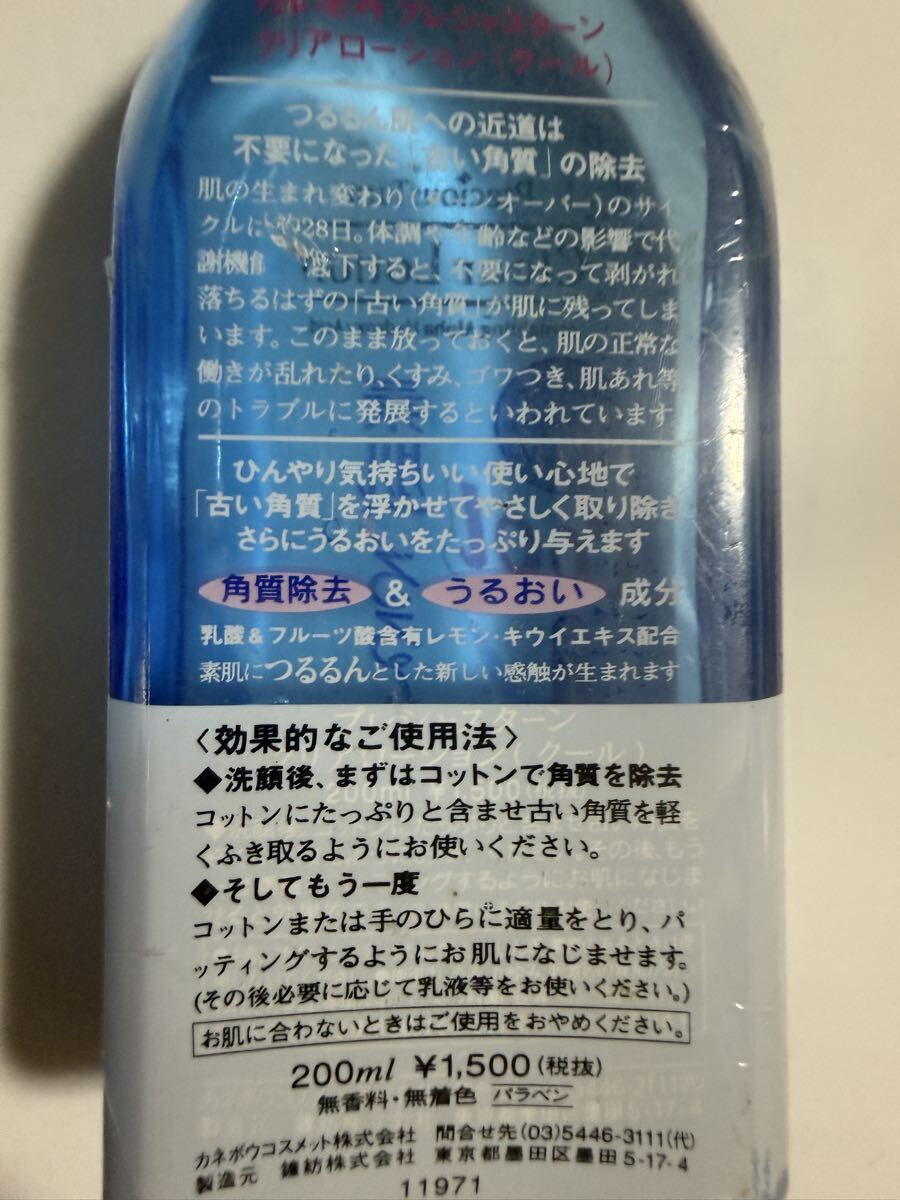 プレシャスターン
クリアローション(クール)
つるるん肌への近道は
不要になった「古い角質」の除去
肌の生まれ変わり(ターンオーバー)のサイ
クルは約28日。体調や年齢などの影響で代
謝機能が低下すると、不要になって剥がれ
落ちるはずの「古い角質」が肌に残ってしま
います。このまま放っておくと、肌の正常な
働きが乱れたり、くすみ、ゴワつき、肌あれ等
のトラブルに発展するといわれています。
ひんやり気持ちいい使い心地で
「古い角質」を浮かせてやさしく取り除き
さらにうるおいをたっぷり与えます
角質除去 & うるおい 成分
乳酸&フルーツ酸含有レモン・キウイエキス配合
素肌につるるんとした新しい感触が生まれます
〈効果的なご使用法〉
◆洗顔後、まずはコットンで角質を除去
コットンにたっぷりと含ませ古い角質を軽
くふき取るようにお使いください。
◆そしてもう一度
コットンまたは手のひらに適量をとり、パ
ッティングするようにお肌になじませます。
(その後必要に応じて乳液等をお使いください。)
お肌に合わないときはご使用をおやめください。
200ml ¥1,500(税抜)
無香料・無着色 パラベン
カネボウコスメット株式会社 問合せ先(03)5446-3111(代)
製造元 鐘紡株式会社 東京都墨田区墨田5-17-4
11971